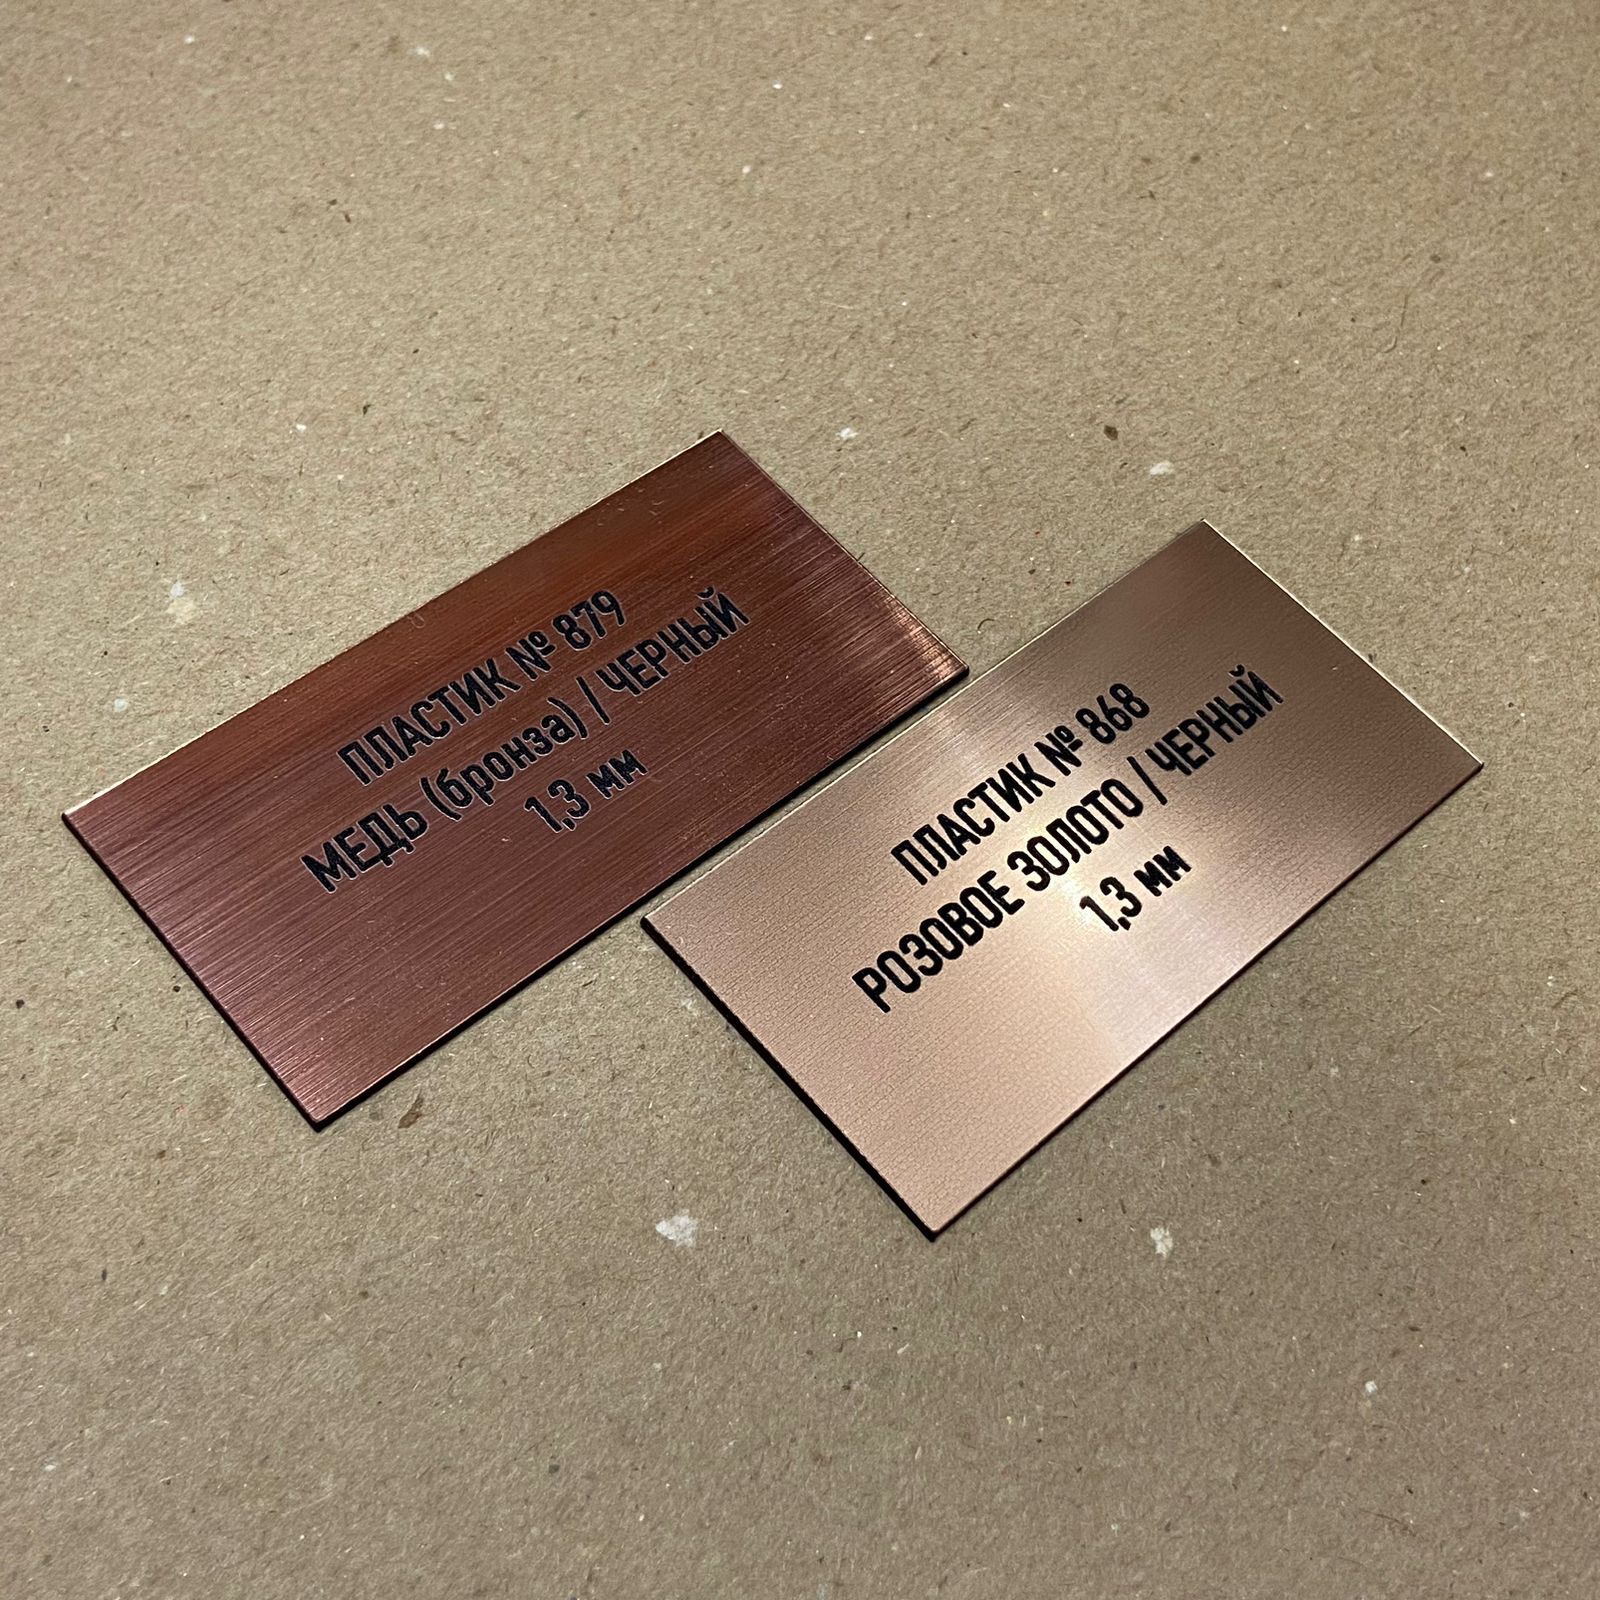 ПЛАСТИК № 879
МЕДЬ (бронза) / ЧЕРНЫЙ
1,3 мм
ПЛАСТИК № 868
РОЗОВОЕ ЗОЛОТО / ЧЕРНЫЙ
1,3 мм